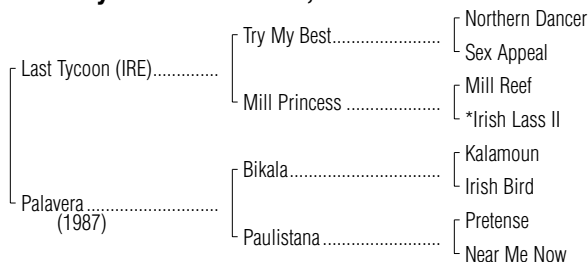 Northern Dancer
Try My Best
Sex Appeal
Last Tycoon (IRE)
Mill Reef
Mill Princess
*Irish Lass II
Kalamoun
Bikala
Irish Bird
Palavera
(1987)
Pretense
Paulistana
Near Me Now